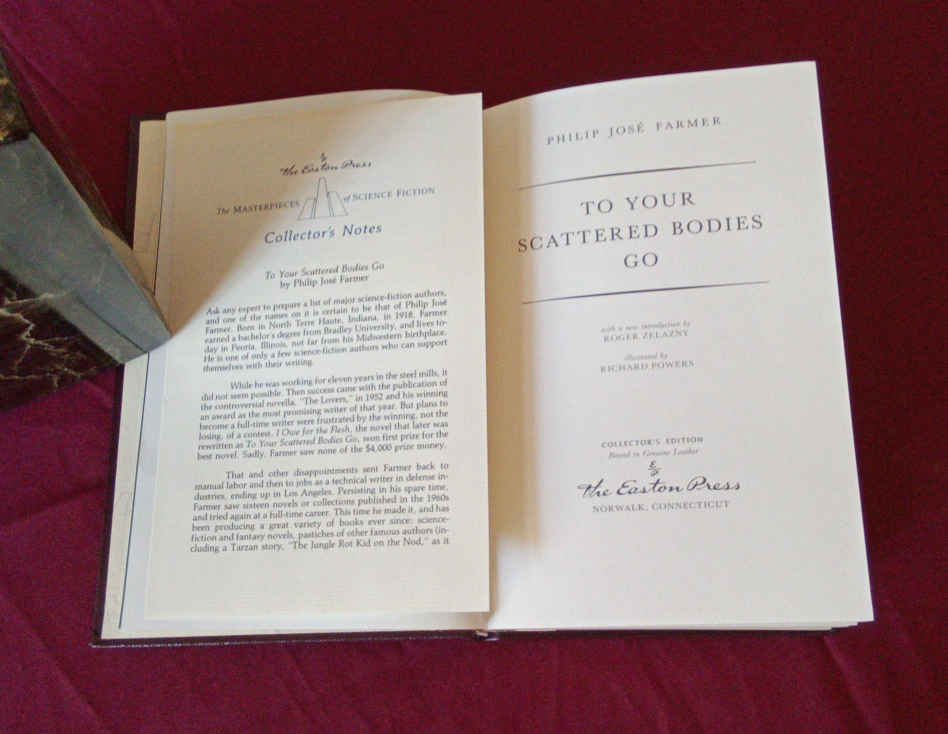 The Easton Press
The MASTERPIECES of SCIENCE FICTION
Collector's Notes
To Your Scattered Bodies Go
by Philip José Farmer
Ask any expert to prepare a list of major science-fiction authors,
and one of the names on it is certain to be that of Philip José
Farmer. Born in North Terre Haute, Indiana, in 1918, Farmer
earned a bachelor's degree from Bradley University, and lives to-
day in Peoria, Illinois, not far from his Midwestern birthplace.
He is one of only a few science-fiction authors who can support
themselves with their writing.
While he was working for eleven years in the steel mills, it
did not seem possible. Then success came with the publication of
the controversial novella, "The Lovers," in 1952 and his winning
an award as the most promising writer of that year. But plans to
become a full-time writer were frustrated by the winning, not the
losing, of a contest. I Owe for the Flesh, the novel that later was
rewritten as To Your Scattered Bodies Go, won first prize for the
best novel. Sadly, Farmer saw none of the $4,000 prize money.
That and other disappointments sent Farmer back to
manual labor and then to jobs as a technical writer in defense in-
dustries, ending up in Los Angeles. Persisting in his spare time,
Farmer saw sixteen novels or collections published in the 1960s
and tried again at a full-time career. This time he made it, and has
been producing a great variety of books ever since: science-
fiction and fantasy novels, pastiches of other famous authors (in-
cluding a Tarzan story, "The Jungle Rot Kid on the Nod," as it
PHILIP JOSÉ FARMER
TO YOUR
SCATTERED BODIES
GO
with a new introduction by
ROGER ZELAZNY
illustrated by
RICHARD POWERS
COLLECTOR'S EDITION
Bound in Genuine Leather
The Easton Press
NORWALK, CONNECTICUT